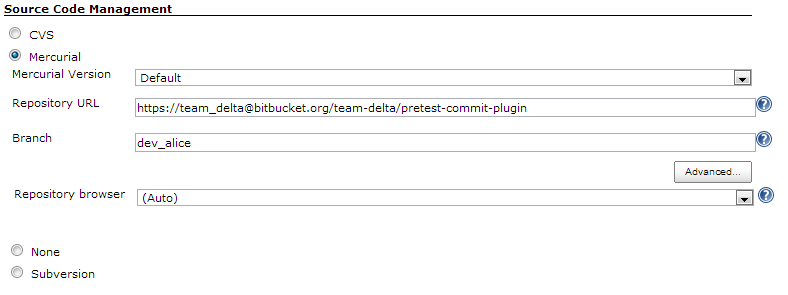 Source Code Management
CVS
Mercurial
Mercurial Version Default
Repository URL https://team_delta@bitbucket.org/team-delta/pretest-commit-plugin ?
Branch dev_alice ?
Advanced...
Repository browser (Auto) ?
None
Subversion